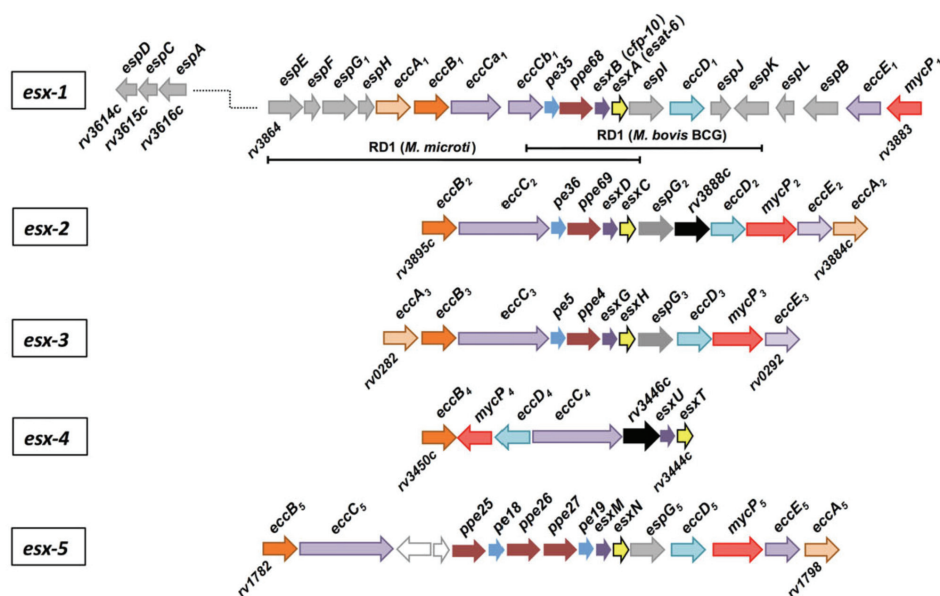 espD espC espA
espE espF espG1 espH eccA1 eccB1 eccCa1 eccCb1 pe35 ppe68 esxB (cfp-10) esxA (esat-6) espI eccD1 espJ espK espL espB eccE1 mycP1
esx-1
rv3614c rv3615c rv3616c rv3864 rv3883
RD1 (M. microti) RD1 (M. bovis BCG)
eccB2 eccC2 pe36 ppe69 esxD esxC espG2 rv3888c eccD2 mycP2 eccE2 eccA2
esx-2
rv3895c rv3884c
eccA3 eccB3 eccC3 pe5 ppe4 esxG esxH espG3 eccD3 mycP3 eccE3
esx-3
rv0282 rv0292
eccB4 mycP4 eccD4 eccC4 rv3446c esxU esxT
esx-4
rv3450c rv3444c
eccB5 eccC5 ppe25 pe18 ppe26 ppe27 pe19 esxM esxN espG5 eccD5 mycP5 eccE5 eccA5
esx-5
rv1782 rv1798